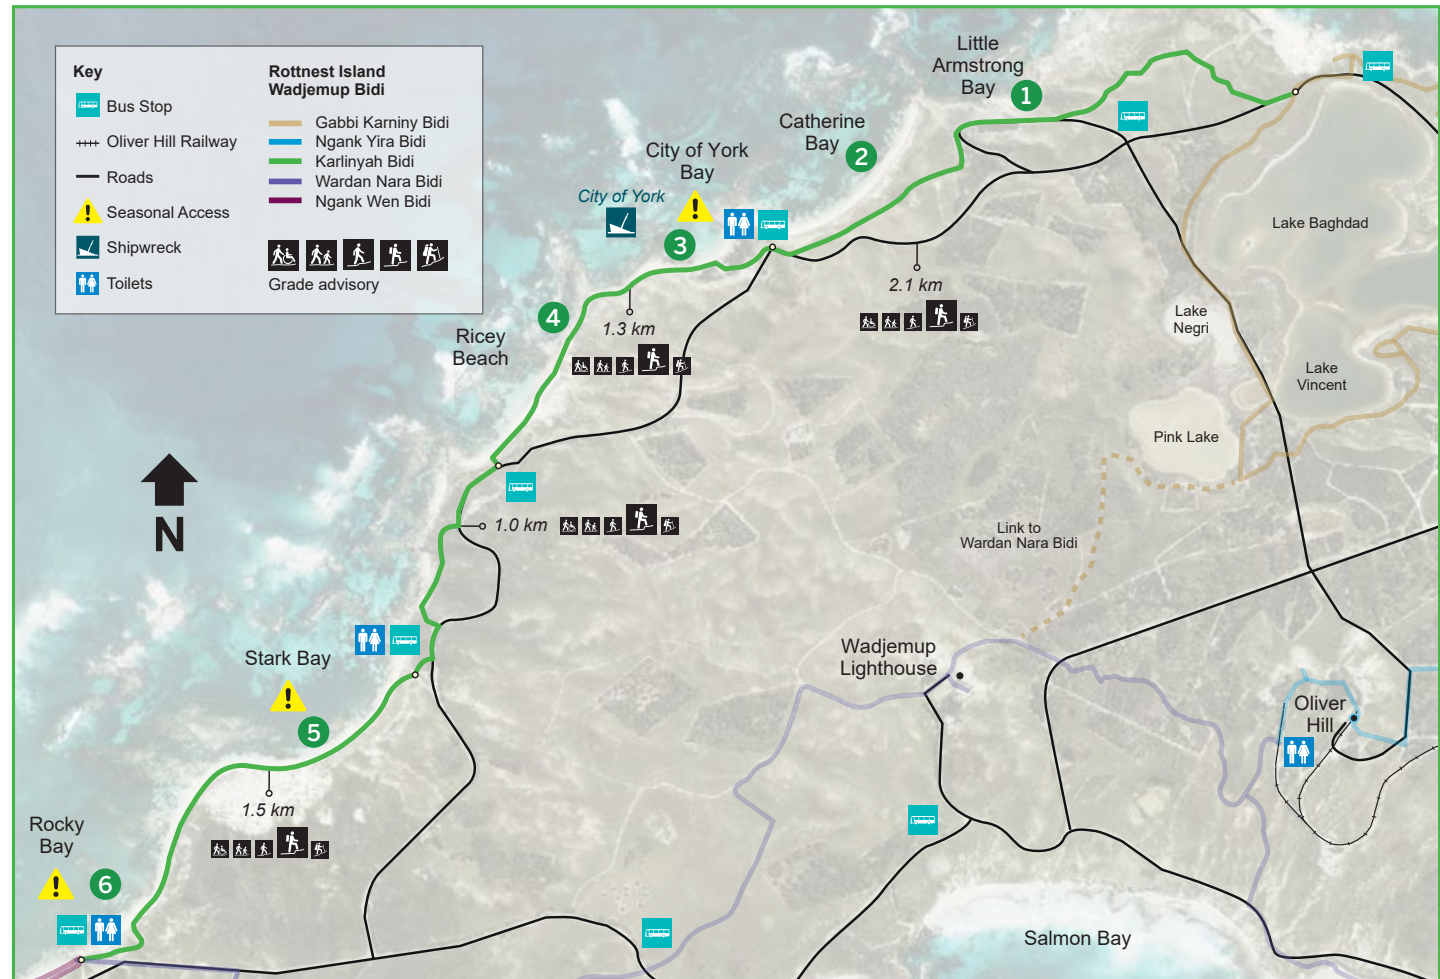 Key
Bus Stop
Oliver Hill Railway
Roads
Seasonal Access
Shipwreck
Toilets
Rottnest Island
Wadjemup Bidi
Gabbi Karniny Bidi
Ngank Yira Bidi
Karlinyah Bidi
Wardan Nara Bidi
Ngank Wen Bidi
Grade advisory
Little
Armstrong
Bay
1
Catherine
Bay
2
City of York
Bay
City of York
3
2.1 km
Lake Baghdad
Lake
Negri
Lake
Vincent
Pink Lake
4
1.3 km
Ricey
Beach
N
1.0 km
Link to
Wardan Nara Bidi
Stark Bay
5
Wadjemup
Lighthouse
Oliver
Hill
1.5 km
Rocky
Bay
6
Salmon Bay